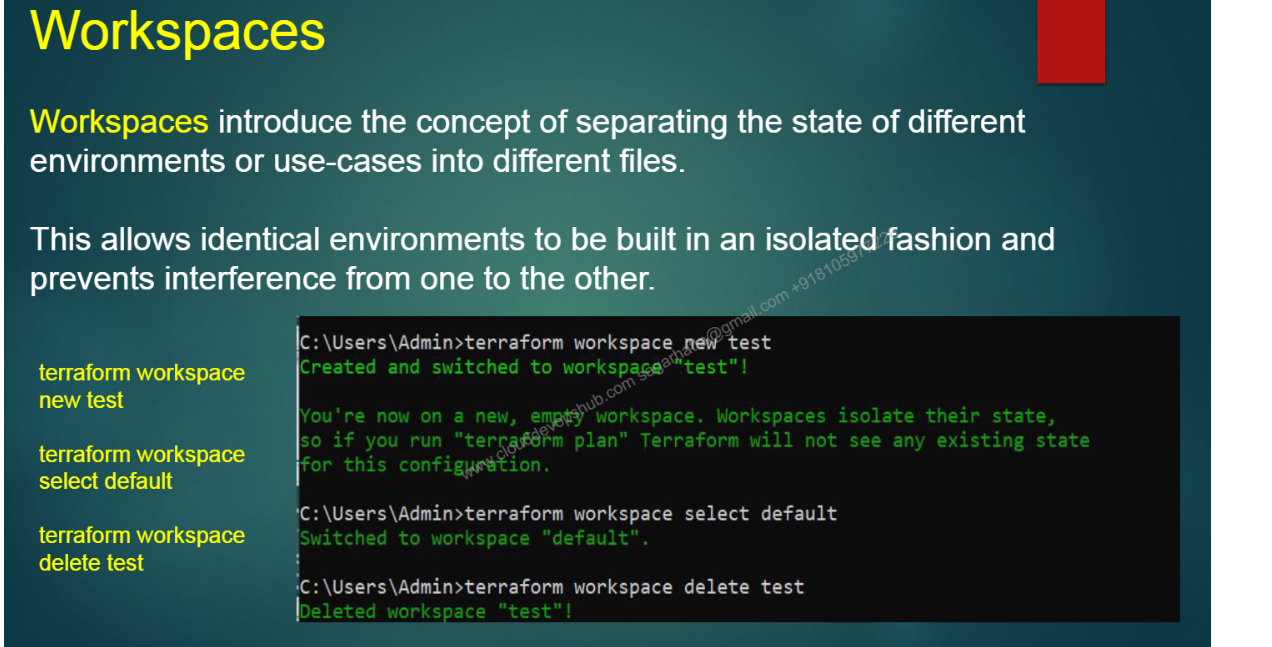 Workspaces
Workspaces introduce the concept of separating the state of different
environments or use-cases into different files.
This allows identical environments to be built in an isolated fashion and
prevents interference from one to the other.
terraform workspace
new test
terraform workspace
select default
terraform workspace
delete test
C:\Users\Admin>terraform workspace new test
Created and switched to workspace "test"!
You're now on a new, empty workspace. Workspaces isolate their state,
so if you run "terraform plan" Terraform will not see any existing state
for this configuration.
C:\Users\Admin>terraform workspace select default
Switched to workspace "default".
C:\Users\Admin>terraform workspace delete test
Deleted workspace "test"!
www.clouddevopshub.com